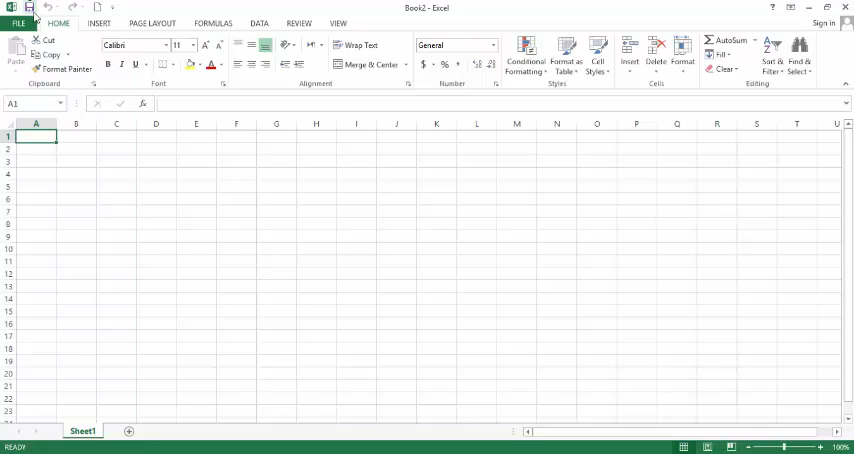 Book2 - Excel
FILE HOME INSERT PAGE LAYOUT FORMULAS DATA REVIEW VIEW Sign in
Paste
Cut
Copy
Format Painter
Clipboard
Calibri 11
B I U A
Font
Wrap Text
Merge & Center
Alignment
General
$ % ,
Number
Conditional Formatting
Format as Table
Cell Styles
Styles
Insert Delete Format
Cells
AutoSum
Fill
Clear
Sort & Filter
Find & Select
Editing
A1 fx
A B C D E F G H I J K L M N O P Q R S T U
1
2
3
4
5
6
7
8
9
10
11
12
13
14
15
16
17
18
19
20
21
22
23
Sheet1
READY 100%